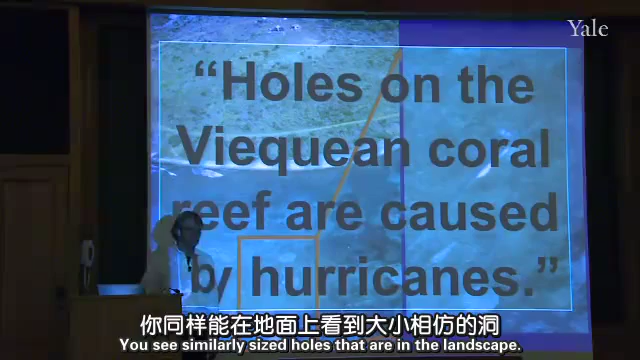 Yale
“Holes on the
Viequean coral
reef are caused
by hurricanes.”
你同样能在地面上看到大小相仿的洞
You see similarly sized holes that are in the landscape.